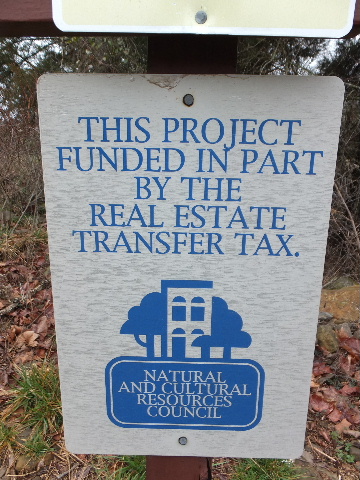 THIS PROJECT
FUNDED IN PART
BY THE
REAL ESTATE
TRANSFER TAX.
NATURAL
AND CULTURAL
RESOURCES
COUNCIL